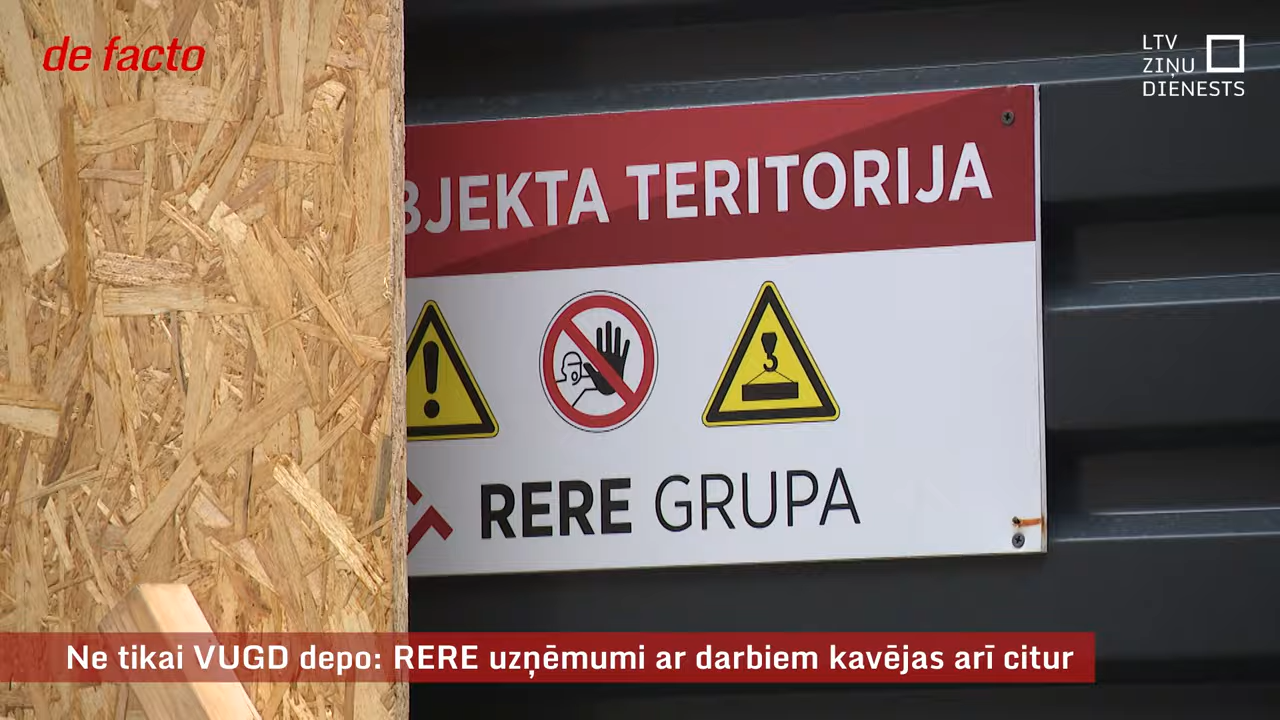 de facto
LTV
ZIŅU
DIENESTS
BJEKTA TERITORIJA
RERE GRUPA
Ne tikai VUGD depo: RERE uzņēmumi ar darbiem kavējas arī citur